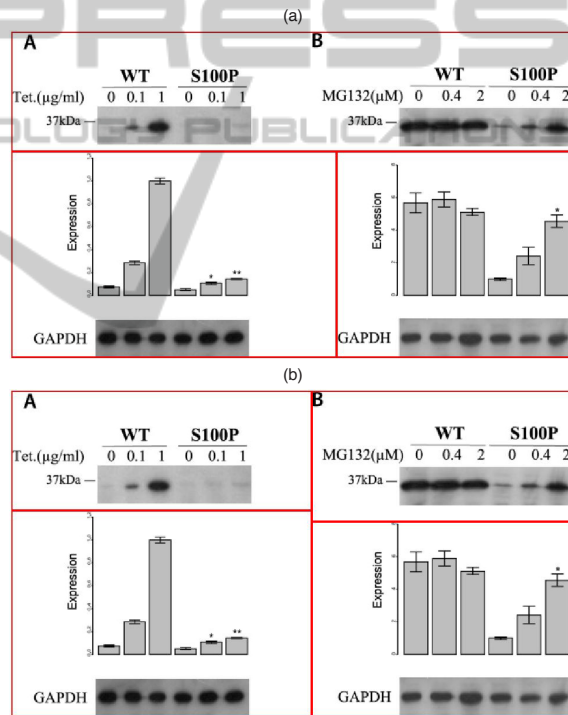 (a)
PRESS
A
B
WT S100P
WT S100P
Tet.(μg/ml) 0 0.1 1 0 0.1 1
MG132(μM) 0 0.4 2 0 0.4 2
37kDa
37kDa
PUBLICATIONS
Expression
Expression
* **
*
GAPDH
GAPDH
(b)
A
B
WT S100P
WT S100P
Tet.(μg/ml) 0 0.1 1 0 0.1 1
MG132(μM) 0 0.4 2 0 0.4 2
37kDa
37kDa
Expression
Expression
* **
*
GAPDH
GAPDH